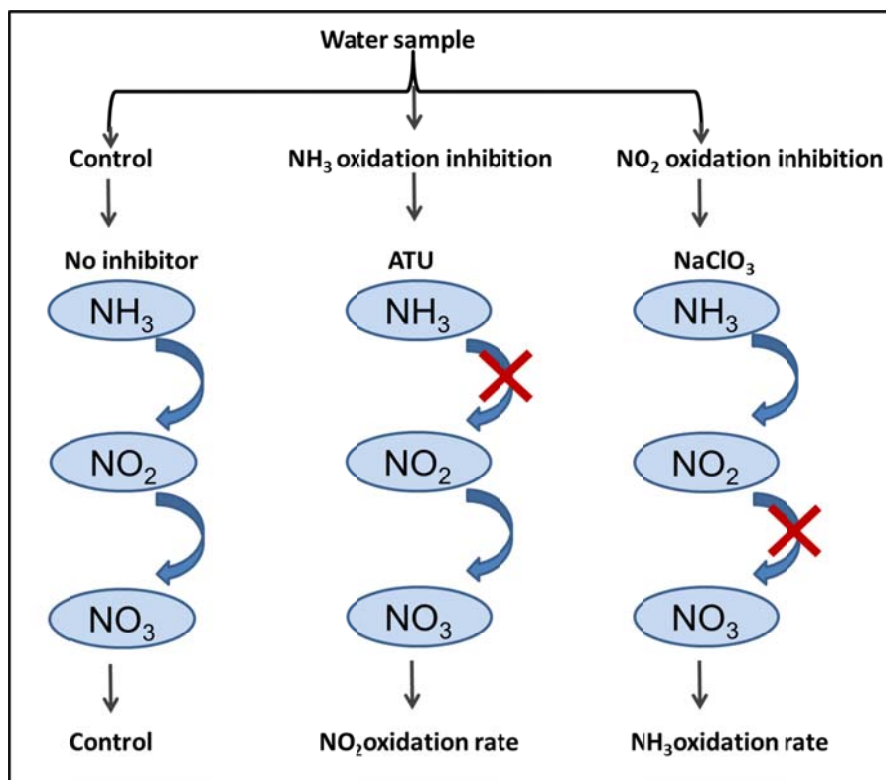 Water sample
Control
NH₃ oxidation inhibition
NO₂ oxidation inhibition
No inhibitor
ATU
NaClO₃
NH₃
NH₃
NH₃
NO₂
NO₂
NO₂
NO₃
NO₃
NO₃
Control
NO₂oxidation rate
NH₃oxidation rate